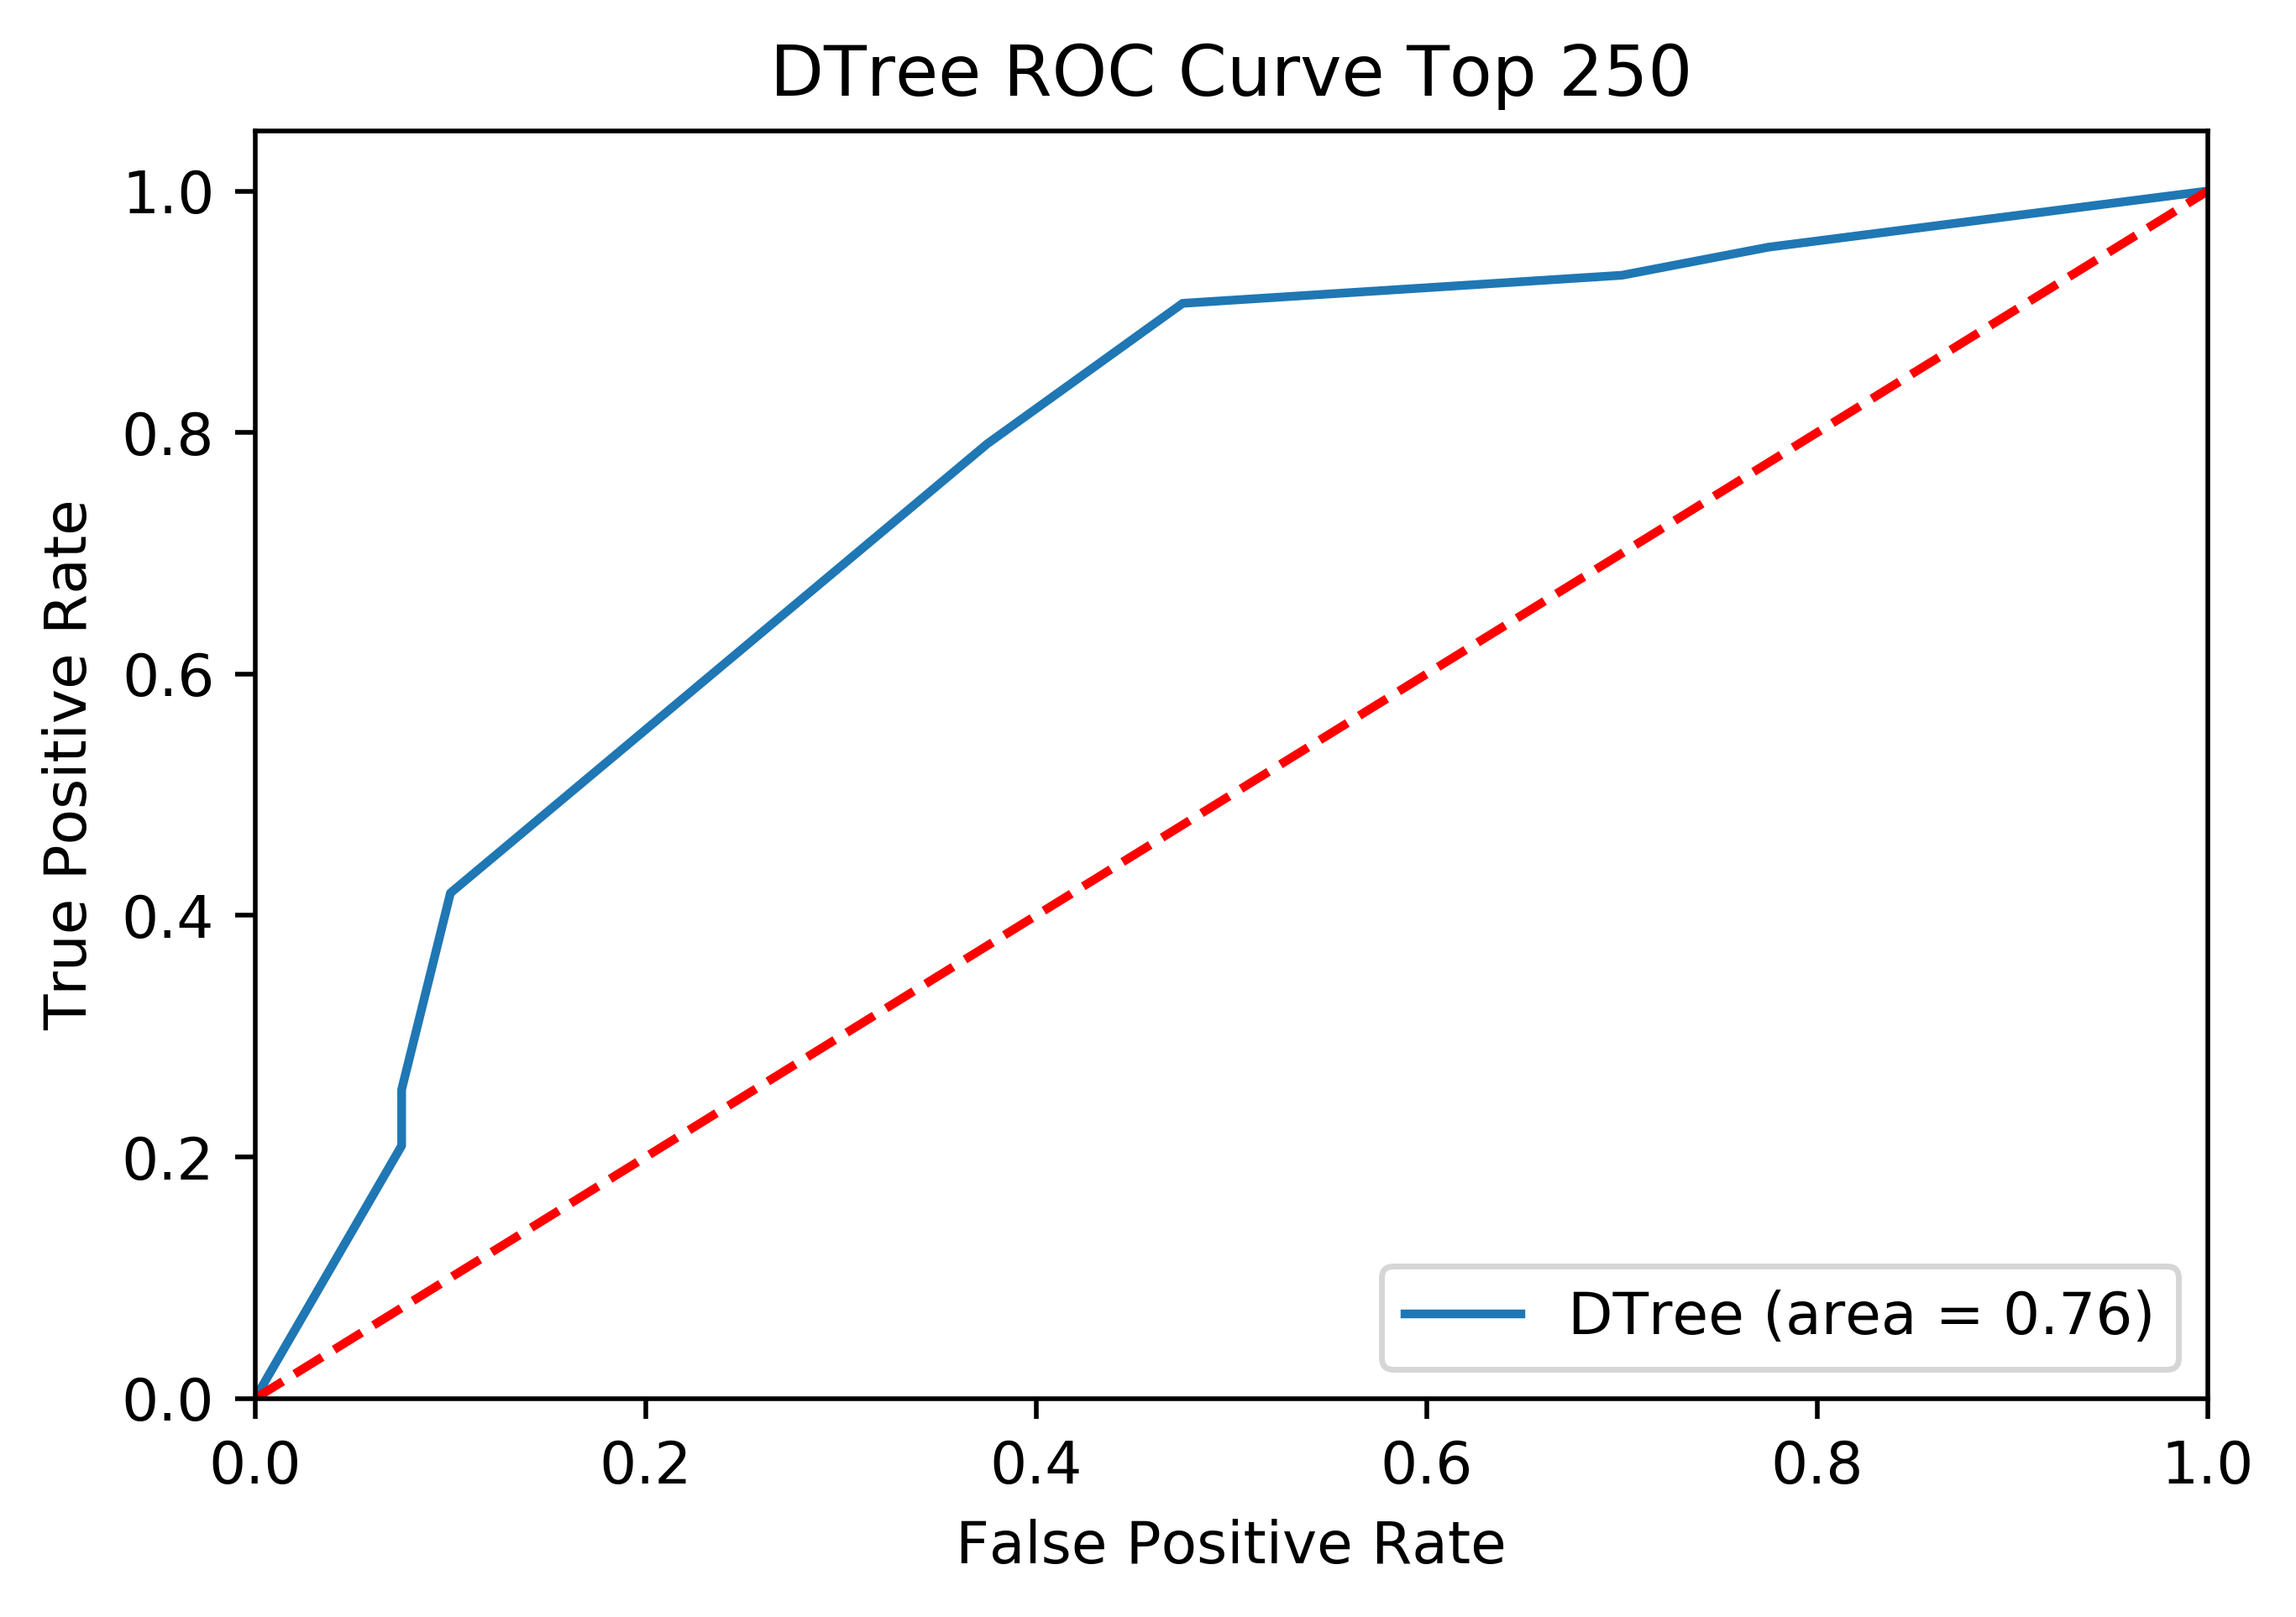 DTree ROC Curve Top 250
True Positive Rate
1.0
0.8
0.6
0.4
0.2
0.0
DTree (area = 0.76)
0.0 0.2 0.4 0.6 0.8 1.0
False Positive Rate